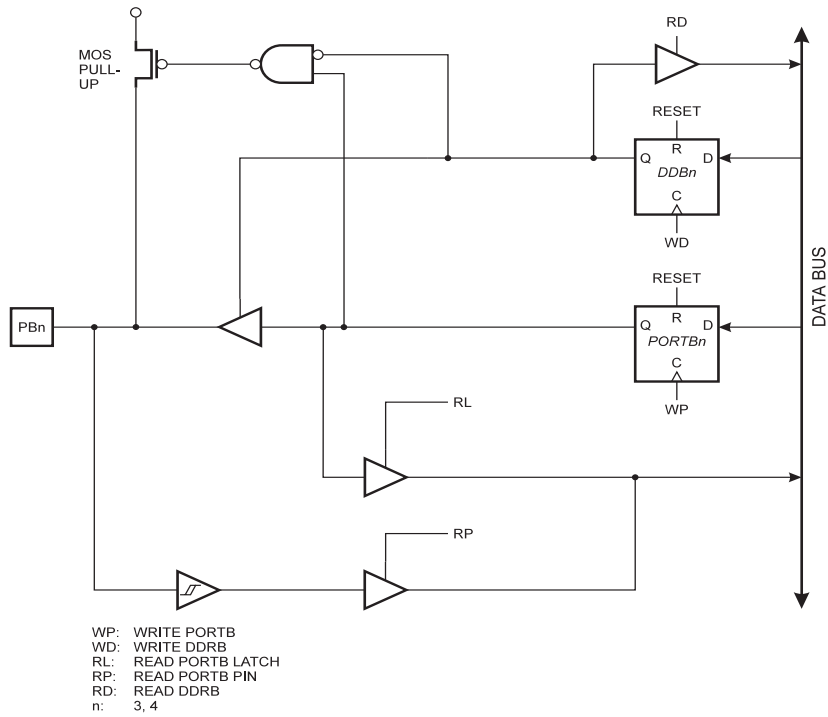 RD
MOS
PULL-
UP
RESET
R
Q
D
DDBn
C
WD
RESET
R
PBn
Q
D
PORTBn
C
WP
DATA BUS
RL
RP
WP: WRITE PORTB
WD: WRITE DDRB
RL: READ PORTB LATCH
RP: READ PORTB PIN
RD: READ DDRB
n: 3, 4